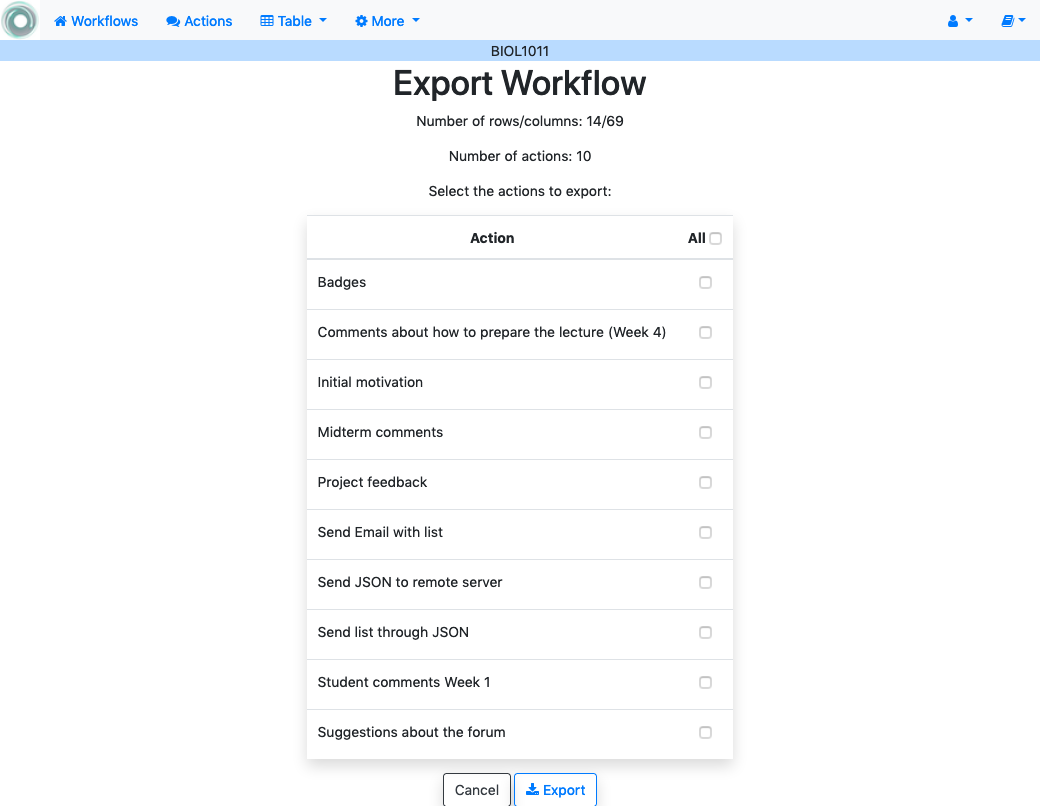 Workflows Actions Table More
BIOL1011
Export Workflow
Number of rows/columns: 14/69
Number of actions: 10
Select the actions to export:
Action All
Badges
Comments about how to prepare the lecture (Week 4)
Initial motivation
Midterm comments
Project feedback
Send Email with list
Send JSON to remote server
Send list through JSON
Student comments Week 1
Suggestions about the forum
Cancel Export